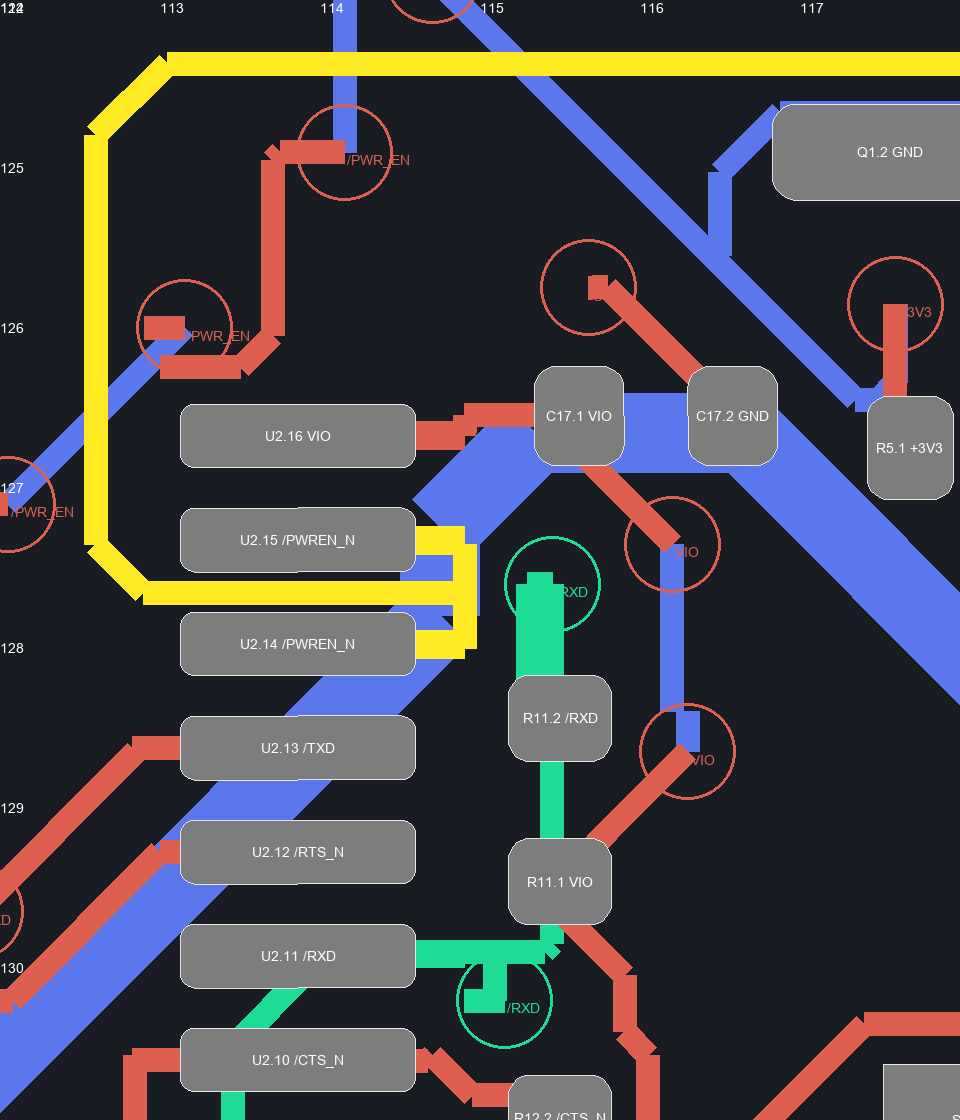 113 114 115 116 117
125
126
127
128
129
130
/PWR_EN
/PWR_EN
/PWR_EN
Q1.2 GND
3V3
C17.1 VIO
C17.2 GND
R5.1 +3V3
U2.16 VIO
U2.15 /PWREN_N
VIO
RXD
U2.14 /PWREN_N
R11.2 /RXD
U2.13 /TXD
VIO
U2.12 /RTS_N
R11.1 VIO
U2.11 /RXD
/RXD
U2.10 /CTS_N
R12.2 /CTS_N